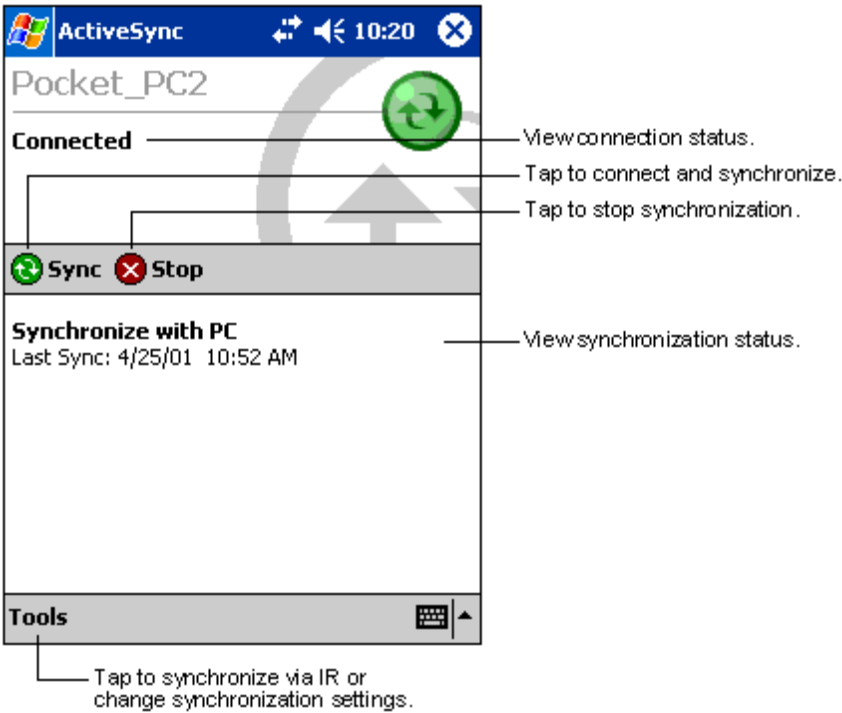 ActiveSync 10:20
Pocket_PC2
Connected
View connection status.
Tap to connect and synchronize.
Tap to stop synchronization.
Sync Stop
Synchronize with PC
Last Sync: 4/25/01 10:52 AM
View synchronization status.
Tools
Tap to synchronize via IR or
change synchronization settings.